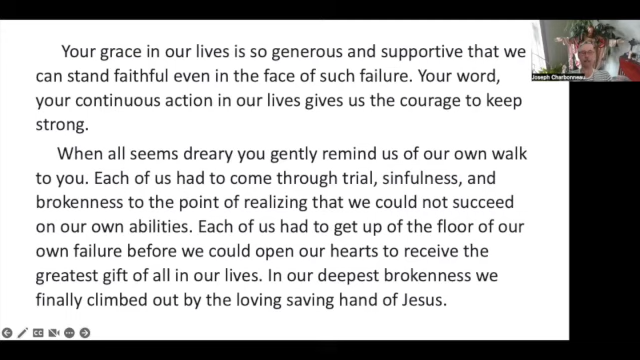 Your grace in our lives is so generous and supportive that we
can stand faithful even in the face of such failure. Your word,
your continuous action in our lives gives us the courage to keep
strong.
When all seems dreary you gently remind us of our own walk
to you. Each of us had to come through trial, sinfulness, and
brokenness to the point of realizing that we could not succeed
on our own abilities. Each of us had to get up of the floor of our
own failure before we could open our hearts to receive the
greatest gift of all in our lives. In our deepest brokenness we
finally climbed out by the loving saving hand of Jesus.
Joseph Charbonneau
CC